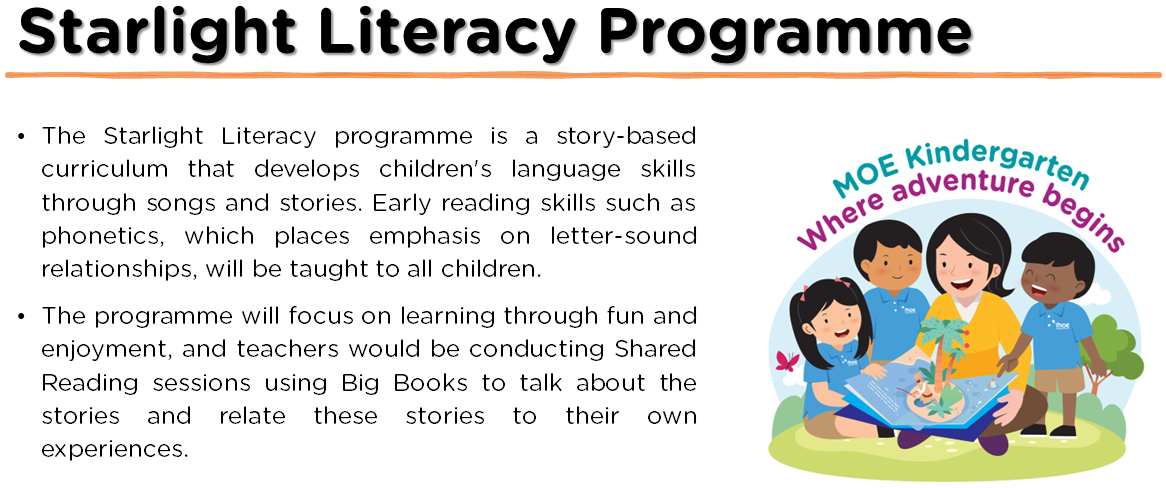 Starlight Literacy Programme
• The Starlight Literacy programme is a story-based
curriculum that develops children's language skills
through songs and stories. Early reading skills such as
phonetics, which places emphasis on letter-sound
relationships, will be taught to all children.
• The programme will focus on learning through fun and
enjoyment, and teachers would be conducting Shared
Reading sessions using Big Books to talk about the
stories and relate these stories to their own
experiences.
MOE Kindergarten
Where adventure begins
moe
moe